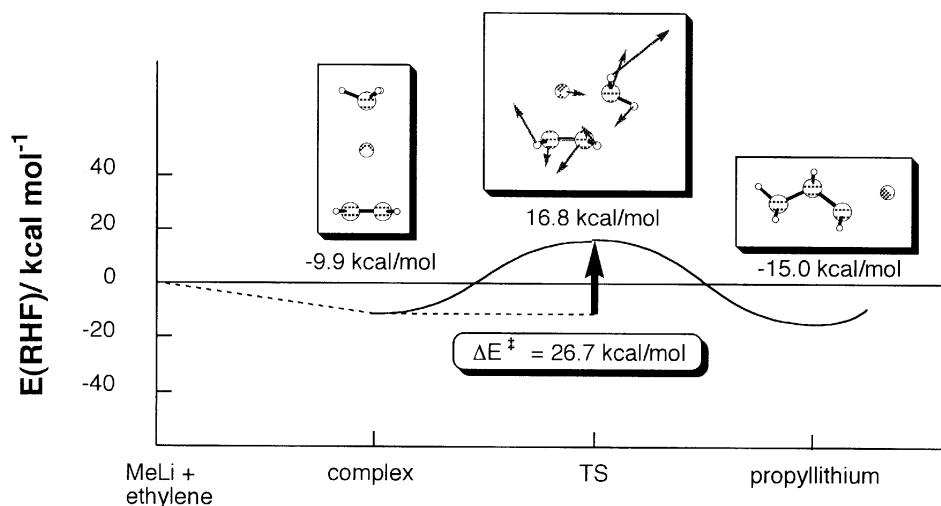 16.8 kcal/mol
-9.9 kcal/mol
-15.0 kcal/mol
E(RHF)/ kcal mol⁻¹
40
20
0
-20
-40
ΔE‡ = 26.7 kcal/mol
MeLi +
ethylene
complex
TS
propyllithium